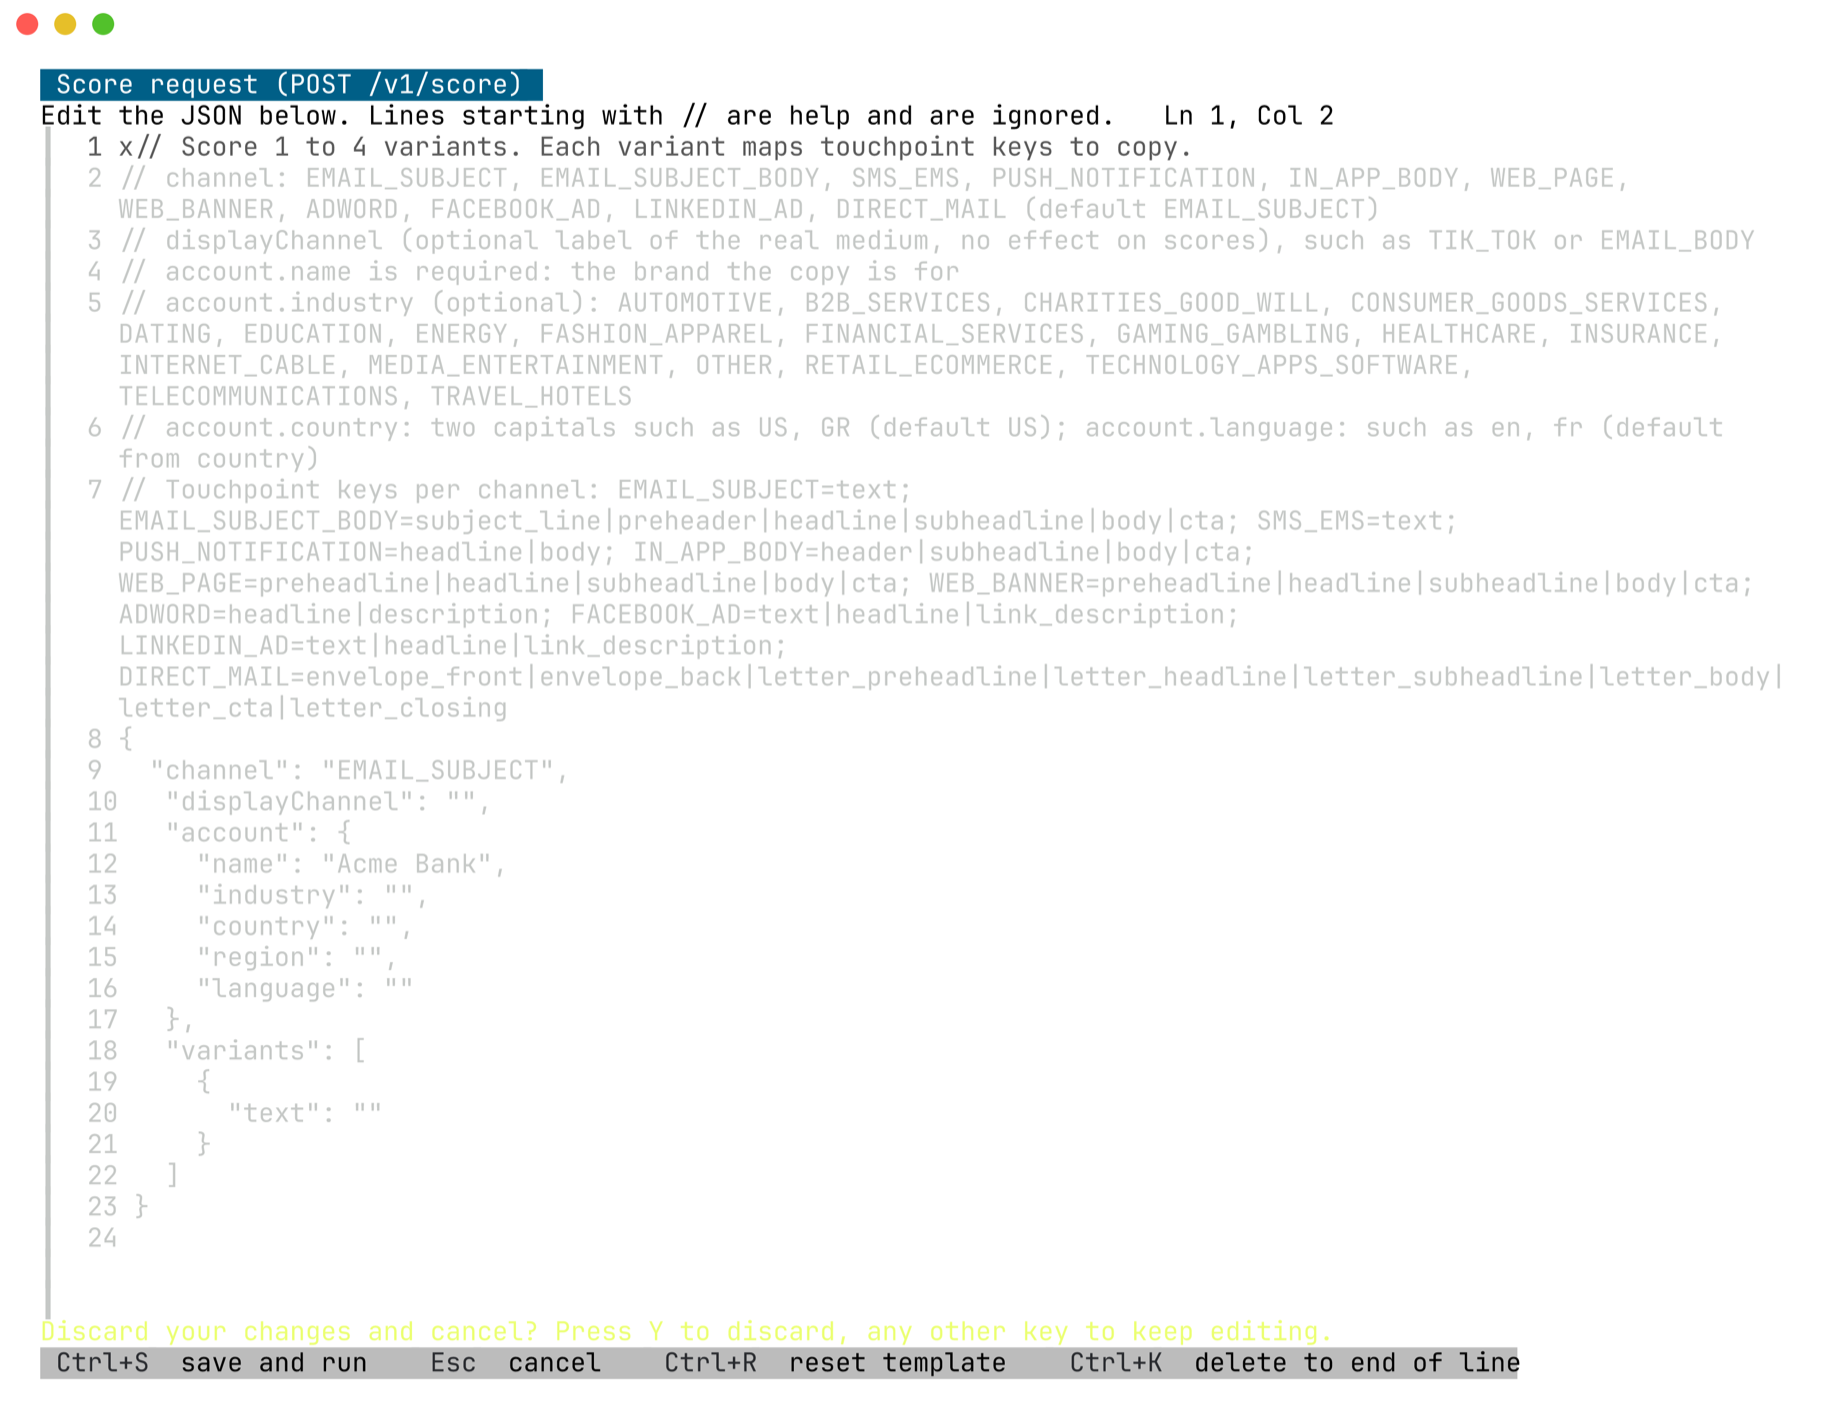 Score request (POST /v1/score)
Edit the JSON below. Lines starting with // are help and are ignored.   Ln 1, Col 2
1 x// Score 1 to 4 variants. Each variant maps touchpoint keys to copy.
2 // channel: EMAIL_SUBJECT, EMAIL_SUBJECT_BODY, SMS_EMS, PUSH_NOTIFICATION, IN_APP_BODY, WEB_PAGE,
WEB_BANNER, ADWORD, FACEBOOK_AD, LINKEDIN_AD, DIRECT_MAIL (default EMAIL_SUBJECT)
3 // displayChannel (optional label of the real medium, no effect on scores), such as TIK_TOK or EMAIL_BODY
4 // account.name is required: the brand the copy is for
5 // account.industry (optional): AUTOMOTIVE, B2B_SERVICES, CHARITIES_GOOD_WILL, CONSUMER_GOODS_SERVICES,
DATING, EDUCATION, ENERGY, FASHION_APPAREL, FINANCIAL_SERVICES, GAMING_GAMBLING, HEALTHCARE, INSURANCE,
INTERNET_CABLE, MEDIA_ENTERTAINMENT, OTHER, RETAIL_ECOMMERCE, TECHNOLOGY_APPS_SOFTWARE,
TELECOMMUNICATIONS, TRAVEL_HOTELS
6 // account.country: two capitals such as US, GR (default US); account.language: such as en, fr (default
from country)
7 // Touchpoint keys per channel: EMAIL_SUBJECT=text;
EMAIL_SUBJECT_BODY=subject_line|preheader|headline|subheadline|body|cta; SMS_EMS=text;
PUSH_NOTIFICATION=headline|body; IN_APP_BODY=header|subheadline|body|cta;
WEB_PAGE=preheadline|headline|subheadline|body|cta; WEB_BANNER=preheadline|headline|subheadline|body|cta;
ADWORD=headline|description; FACEBOOK_AD=text|headline|link_description;
LINKEDIN_AD=text|headline|link_description;
DIRECT_MAIL=envelope_front|envelope_back|letter_preheadline|letter_headline|letter_subheadline|letter_body|
letter_cta|letter_closing
8 {
9   "channel": "EMAIL_SUBJECT",
10   "displayChannel": "",
11   "account": {
12     "name": "Acme Bank",
13     "industry": "",
14     "country": "",
15     "region": "",
16     "language": ""
17   },
18   "variants": [
19     {
20       "text": ""
21     }
22   ]
23 }
24
Discard your changes and cancel? Press Y to discard, any other key to keep editing.
Ctrl+S  save and run    Esc  cancel    Ctrl+R  reset template    Ctrl+K  delete to end of line